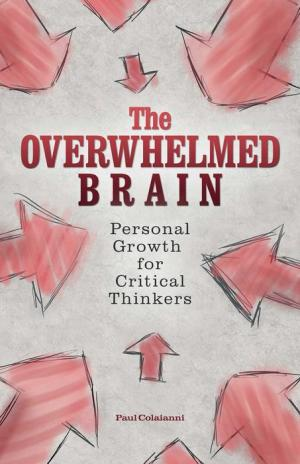 The
OVERWHELMED
BRAIN
Personal
Growth
for
Critical
Thinkers
Paul Colaianni